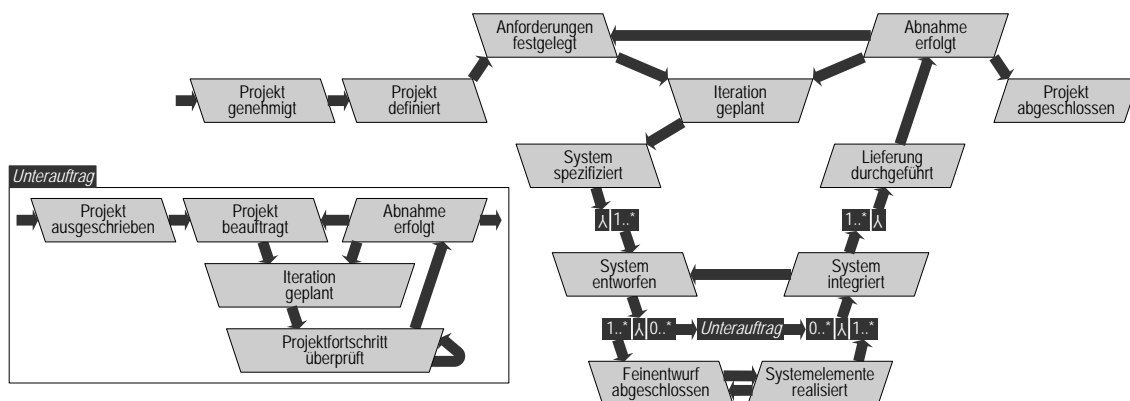 Anforderungen
festgelegt
Abnahme
erfolgt
Projekt
genehmigt
Projekt
definiert
Iteration
geplant
Projekt
abgeschlossen
System
spezifiziert
Lieferung
durchgeführt
Unterauftrag
Projekt
ausgeschrieben
Projekt
beauftragt
Abnahme
erfolgt
1..*
1..*
Iteration
geplant
System
entworfen
System
integriert
Projektfortschritt
überprüft
1..* 0..* Unterauftrag 0..* 1..*
Feinentwurf
abgeschlossen
Systemelemente
realisiert